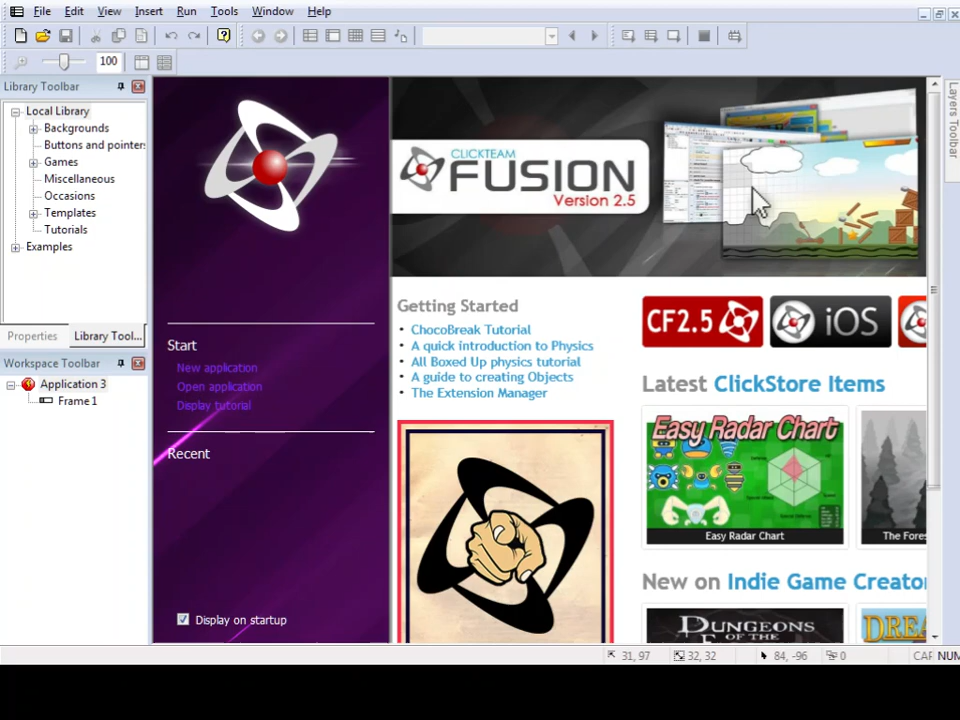 File Edit View Insert Run Tools Window Help
100
Library Toolbar
Local Library
Backgrounds
Buttons and pointers
Games
Miscellaneous
Occasions
Templates
Tutorials
Examples
Properties Library Tool...
Workspace Toolbar
Application 3
Frame 1
Start
New application
Open application
Display tutorial
Recent
Display on startup
CLICKTEAM
FUSION
Version 2.5
Getting Started
• ChocoBreak Tutorial
• A quick introduction to Physics
• All Boxed Up physics tutorial
• A guide to creating Objects
• The Extension Manager
CF2.5 iOS
Latest ClickStore Items
Easy Radar Chart
Easy Radar Chart
The Fores
New on Indie Game Creato
DUNGEONS
OF THE
DREA
Layers Toolbar
31, 97 32, 32 84, -96 0 CAP NUM